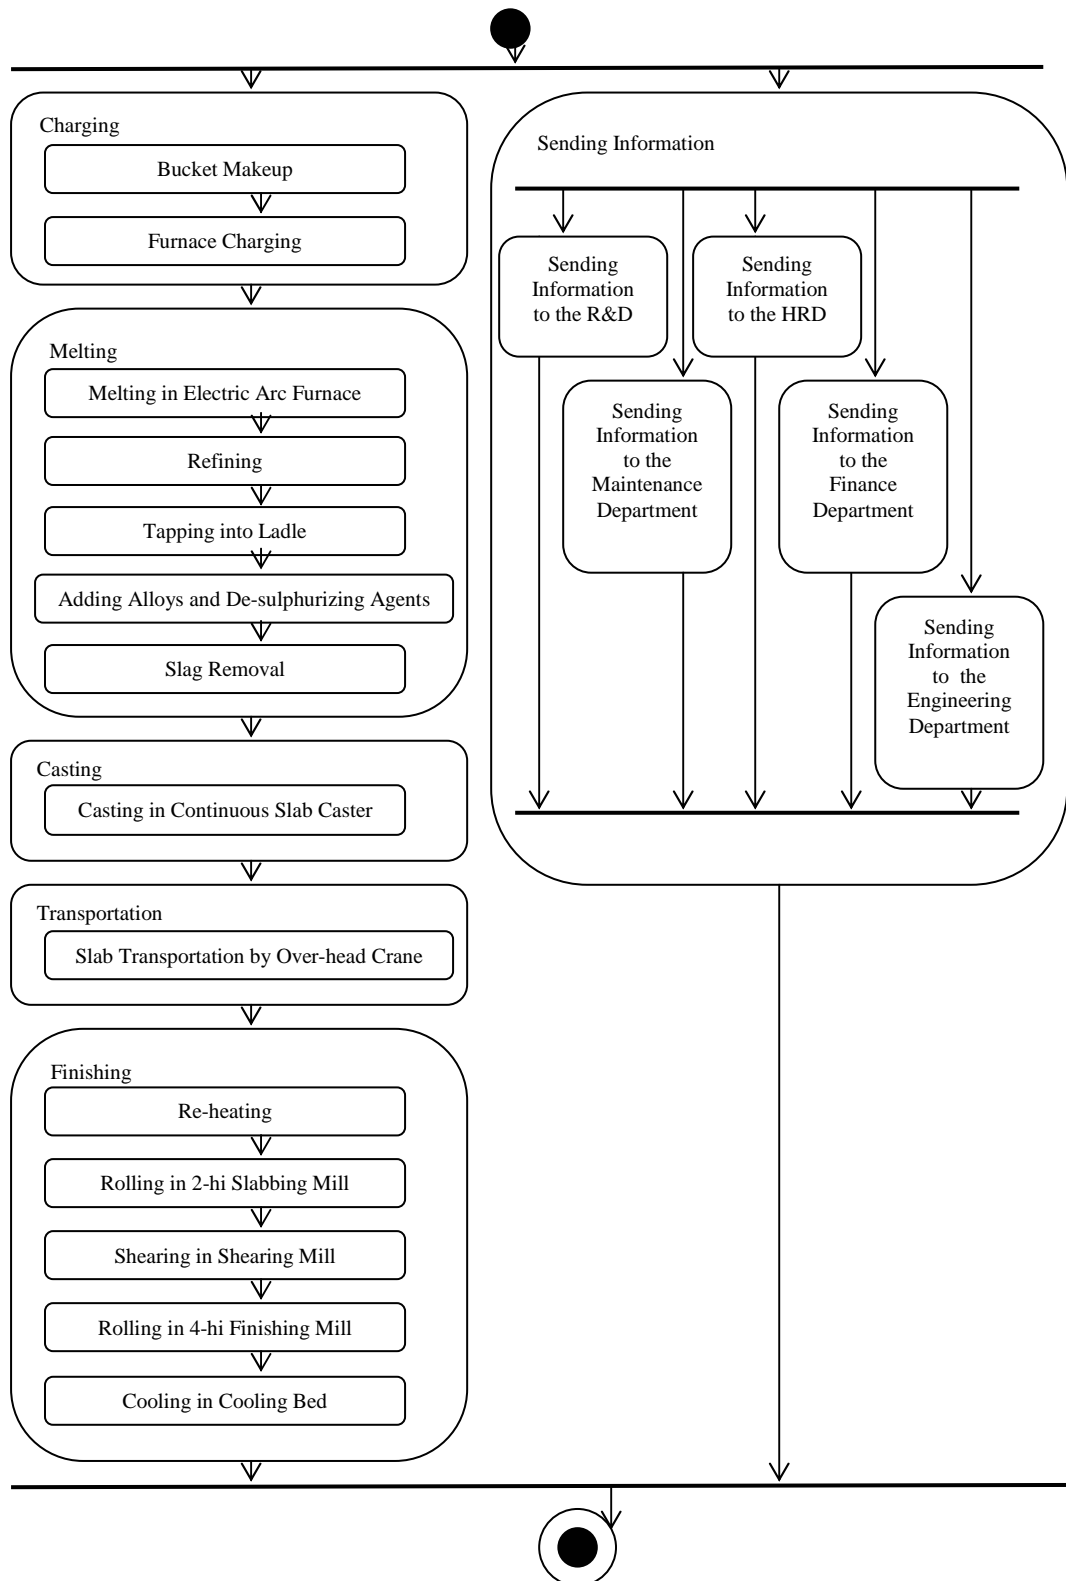 Charging
Bucket Makeup
Furnace Charging
Melting
Melting in Electric Arc Furnace
Refining
Tapping into Ladle
Adding Alloys and De-sulphurizing Agents
Slag Removal
Casting
Casting in Continuous Slab Caster
Transportation
Slab Transportation by Over-head Crane
Finishing
Re-heating
Rolling in 2-hi Slabbing Mill
Shearing in Shearing Mill
Rolling in 4-hi Finishing Mill
Cooling in Cooling Bed
Sending Information
Sending
Information
to the R&D
Sending
Information
to the HRD
Sending
Information
to the
Maintenance
Department
Sending
Information
to the
Finance
Department
Sending
Information
to  the
Engineering
Department